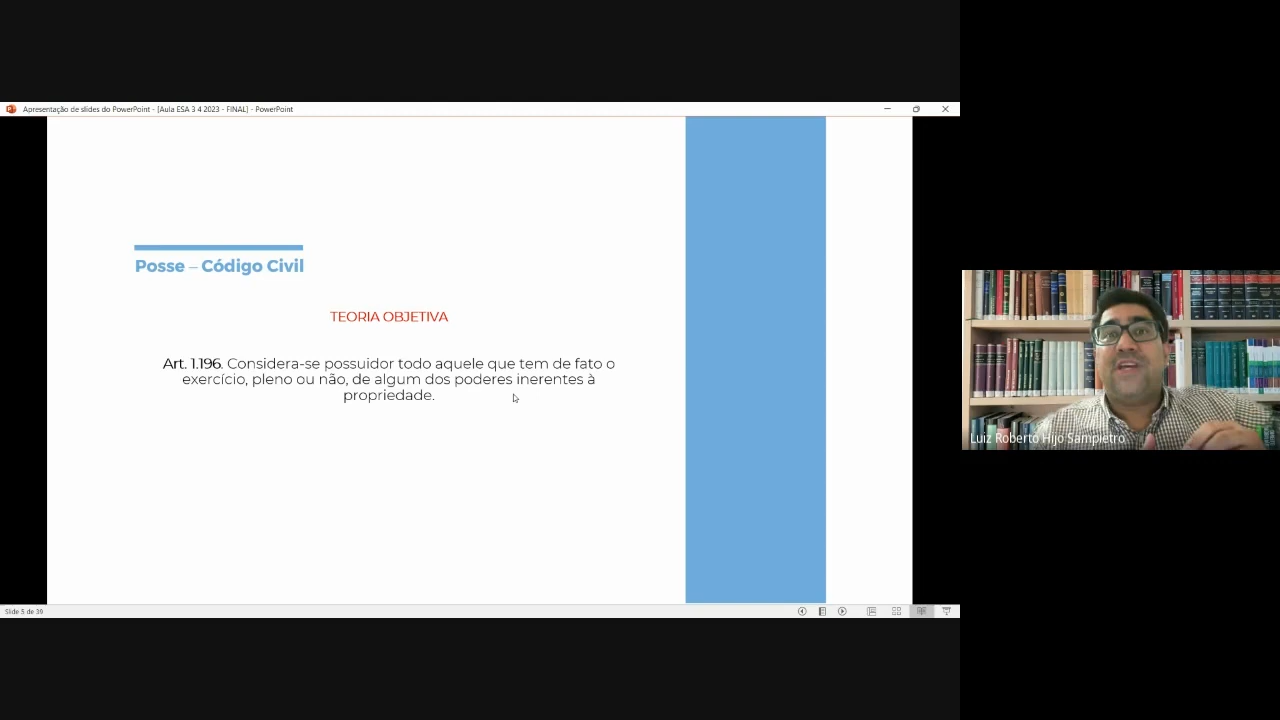 Apresentação de slides do PowerPoint - [Aula ESA 3 4 2023 - FINAL] - PowerPoint
Posse – Código Civil
TEORIA OBJETIVA
Art. 1.196. Considera-se possuidor todo aquele que tem de fato o
exercício, pleno ou não, de algum dos poderes inerentes à
propriedade.
Luiz Roberto Hijo Sampietro
Slide 5 de 39